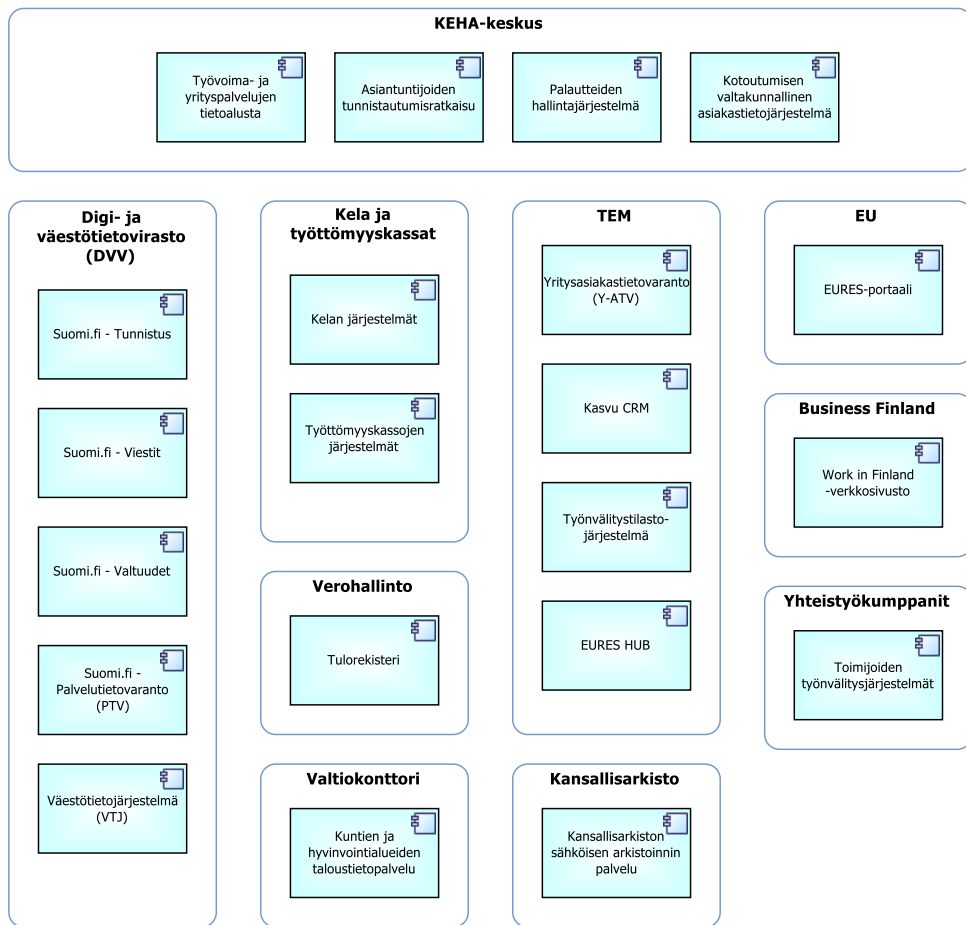 KEHA-keskus
Työvoima- ja
yrityspalvelujen
tietoalusta
Asiantuntijoiden
tunnistautumisratkaisu
Palautteiden
hallintajärjestelmä
Kotoutumisen
valtakunnallinen
asiakastietojärjestelmä
Digi- ja
väestötietovirasto
(DVV)
Suomi.fi - Tunnistus
Suomi.fi - Viestit
Suomi.fi - Valtuudet
Suomi.fi -
Palvelutietovaranto
(PTV)
Väestötietojärjestelmä
(VTJ)
Kela ja
työttömyyskassat
Kelan järjestelmät
Työttömyyskassojen
järjestelmät
Verohallinto
Tulorekisteri
Valtiokonttori
Kuntien ja
hyvinvointialueiden
taloustietopalvelu
TEM
Yritysasiakastietovaranto
(Y-ATV)
Kasvu CRM
Työnvälitystilasto-
järjestelmä
EURES HUB
Kansallisarkisto
Kansallisarkiston
sähköisen arkistoinnin
palvelu
EU
EURES-portaali
Business Finland
Work in Finland
-verkkosivusto
Yhteistyökumppanit
Toimijoiden
työnvälitysjärjestelmät